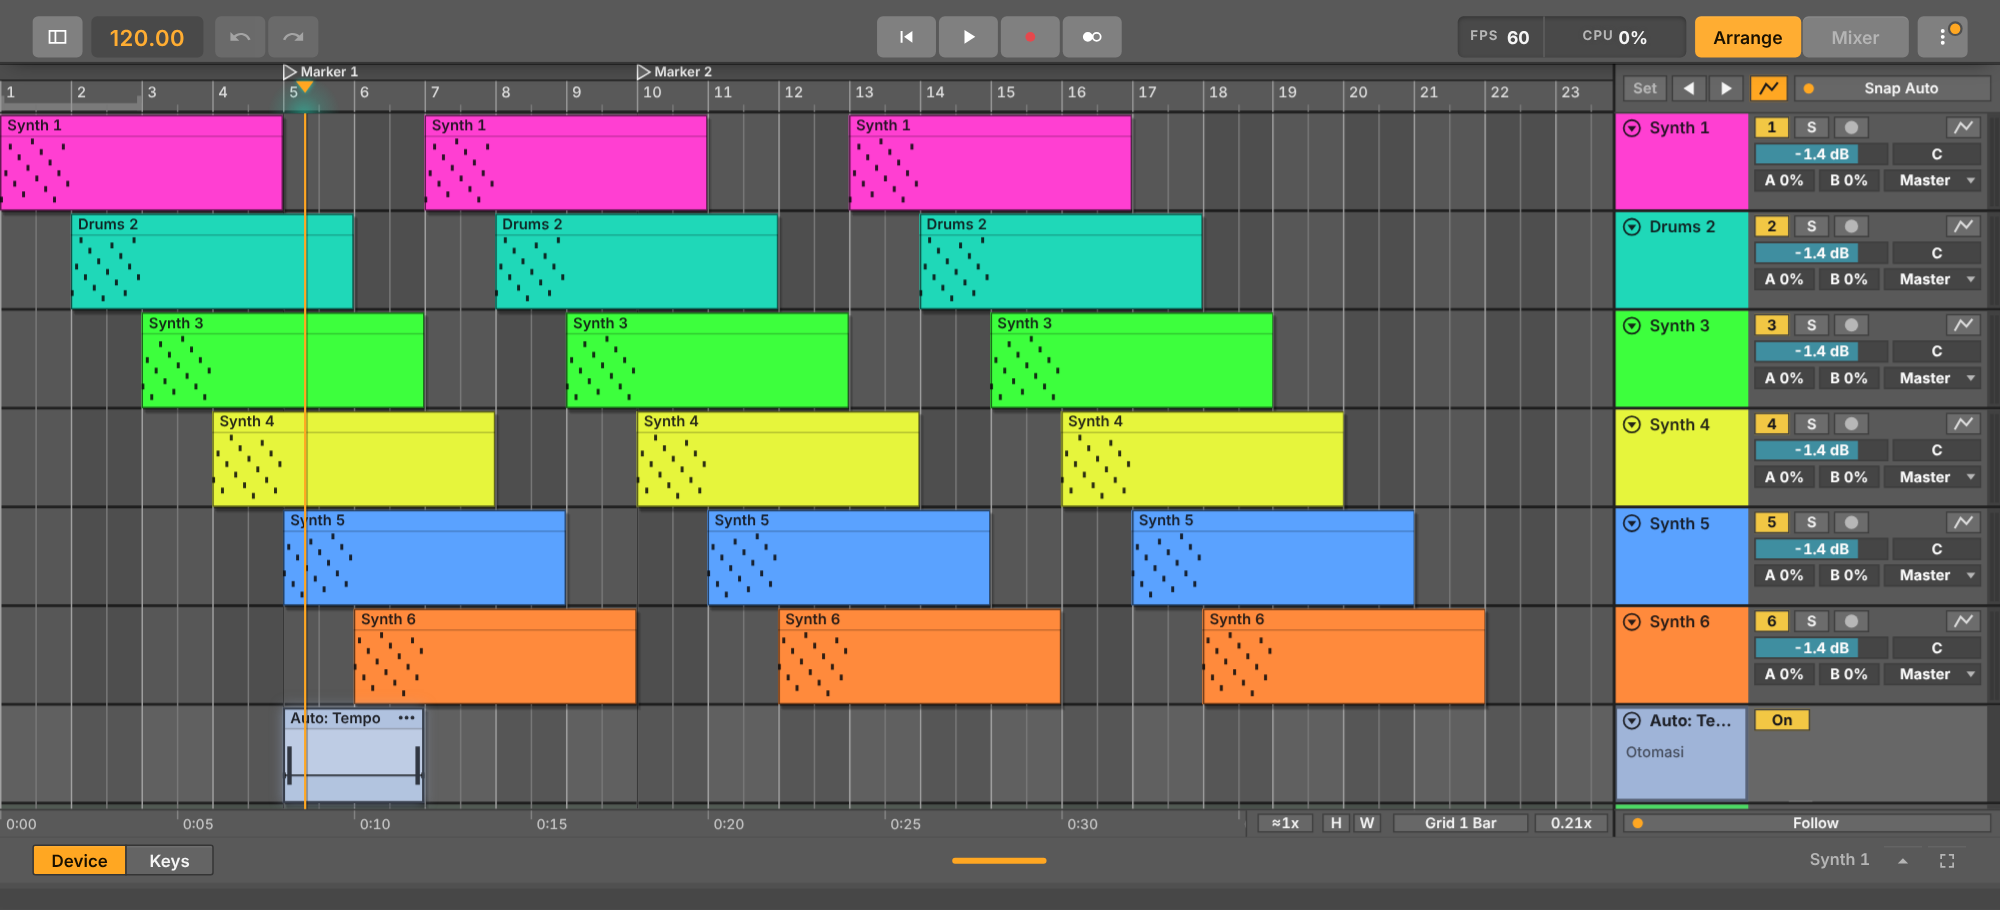 120.00
FPS 60
CPU 0%
Arrange
Mixer
Marker 1
Marker 2
1 2 3 4 5 6 7 8 9 10 11 12 13 14 15 16 17 18 19 20 21 22 23
Set
Snap Auto
Synth 1 Synth 1 Synth 1
Synth 1 1 S
-1.4 dB C
A 0% B 0% Master
Drums 2 Drums 2 Drums 2
Drums 2 2 S
-1.4 dB C
A 0% B 0% Master
Synth 3 Synth 3 Synth 3
Synth 3 3 S
-1.4 dB C
A 0% B 0% Master
Synth 4 Synth 4 Synth 4
Synth 4 4 S
-1.4 dB C
A 0% B 0% Master
Synth 5 Synth 5 Synth 5
Synth 5 5 S
-1.4 dB C
A 0% B 0% Master
Synth 6 Synth 6 Synth 6
Synth 6 6 S
-1.4 dB C
A 0% B 0% Master
Auto: Tempo
Auto: Te... On
Otomasi
0:00 0:05 0:10 0:15 0:20 0:25 0:30
≈1x H W Grid 1 Bar 0.21x
Follow
Device Keys
Synth 1